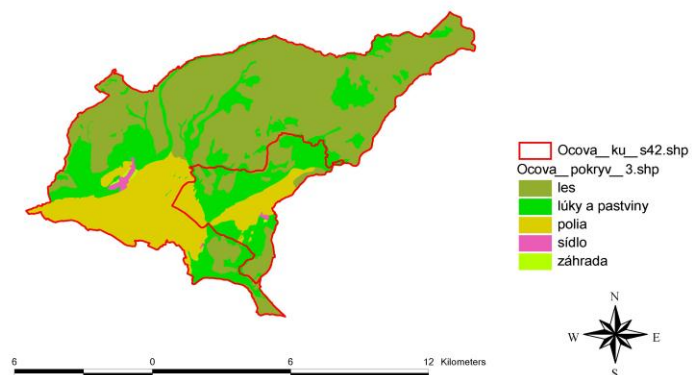 Ocova__ku__s42.shp
Ocova__pokryv__3.shp
les
lúky a pastviny
polia
sídlo
záhrada
N
W E
S
6 0 6 12 Kilometers